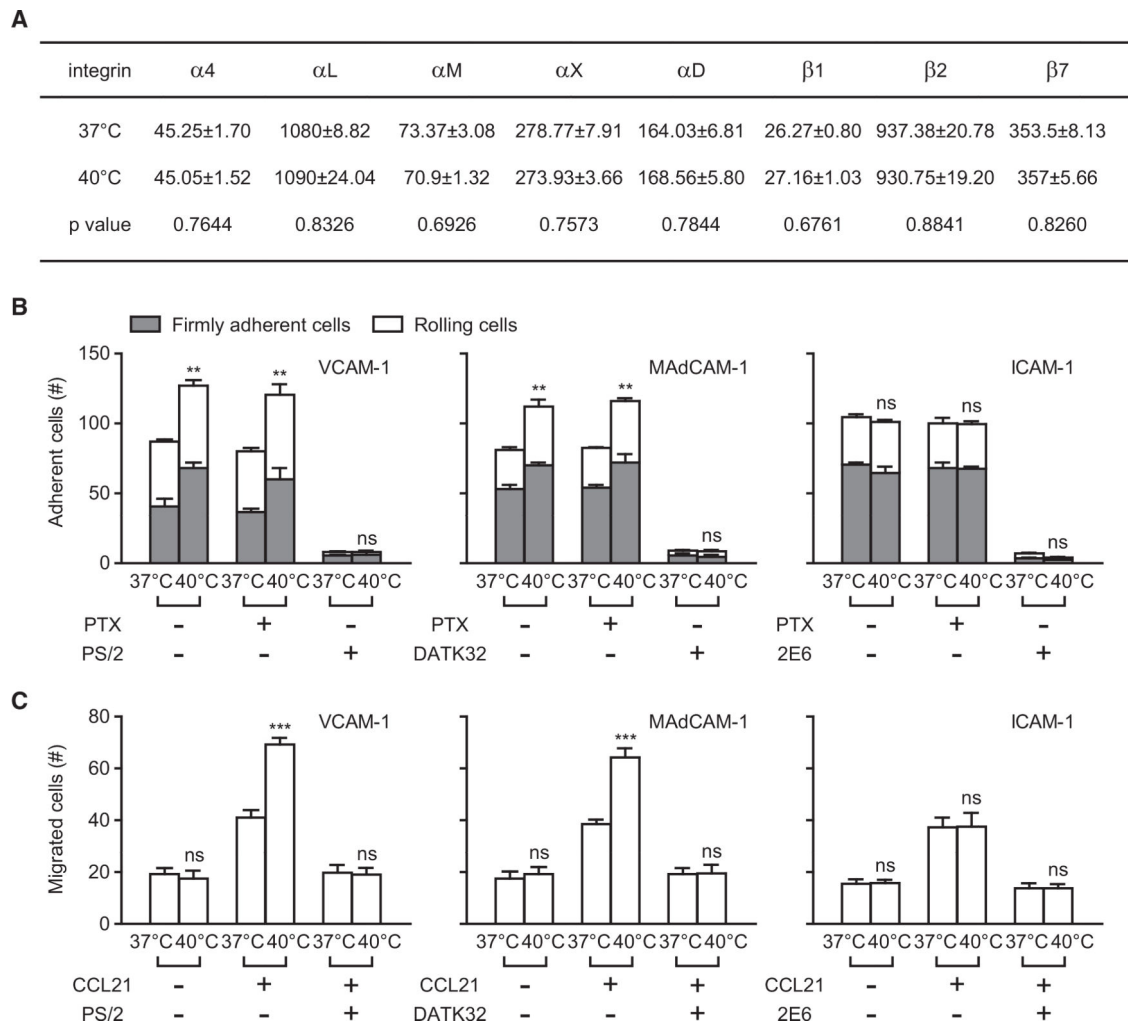 A
integrin α4 αL αM αX αD β1 β2 β7
37°C 45.25±1.70 1080±8.82 73.37±3.08 278.77±7.91 164.03±6.81 26.27±0.80 937.38±20.78 353.5±8.13
40°C 45.05±1.52 1090±24.04 70.9±1.32 273.93±3.66 168.56±5.80 27.16±1.03 930.75±19.20 357±5.66
p value 0.7644 0.8326 0.6926 0.7573 0.7844 0.6761 0.8841 0.8260
B
Firmly adherent cells Rolling cells
VCAM-1 MAdCAM-1 ICAM-1
Adherent cells (#)
150
100
50
0
** ** ns ** ** ns ns ns ns
37°C 40°C 37°C 40°C 37°C 40°C 37°C 40°C 37°C 40°C 37°C 40°C 37°C 40°C 37°C 40°C 37°C 40°C
PTX - + - PTX - + - PTX - + -
PS/2 - - + DATK32 - - + 2E6 - - +
C
VCAM-1 MAdCAM-1 ICAM-1
Migrated cells (#)
80
60
40
20
0
ns *** ns ns *** ns ns ns ns
37°C 40°C 37°C 40°C 37°C 40°C 37°C 40°C 37°C 40°C 37°C 40°C 37°C 40°C 37°C 40°C 37°C 40°C
CCL21 - + + CCL21 - + + CCL21 - + +
PS/2 - - + DATK32 - - + 2E6 - - +